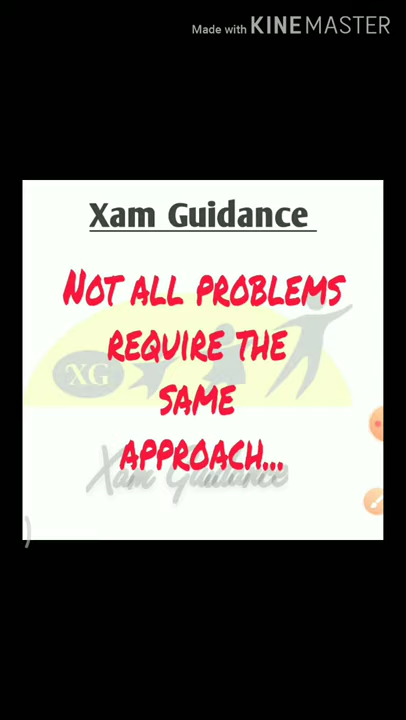 Made with KINEMASTER
Xam Guidance
NOT ALL PROBLEMS
REQUIRE THE
SAME
APPROACH...
XG
Xam Guidance
)